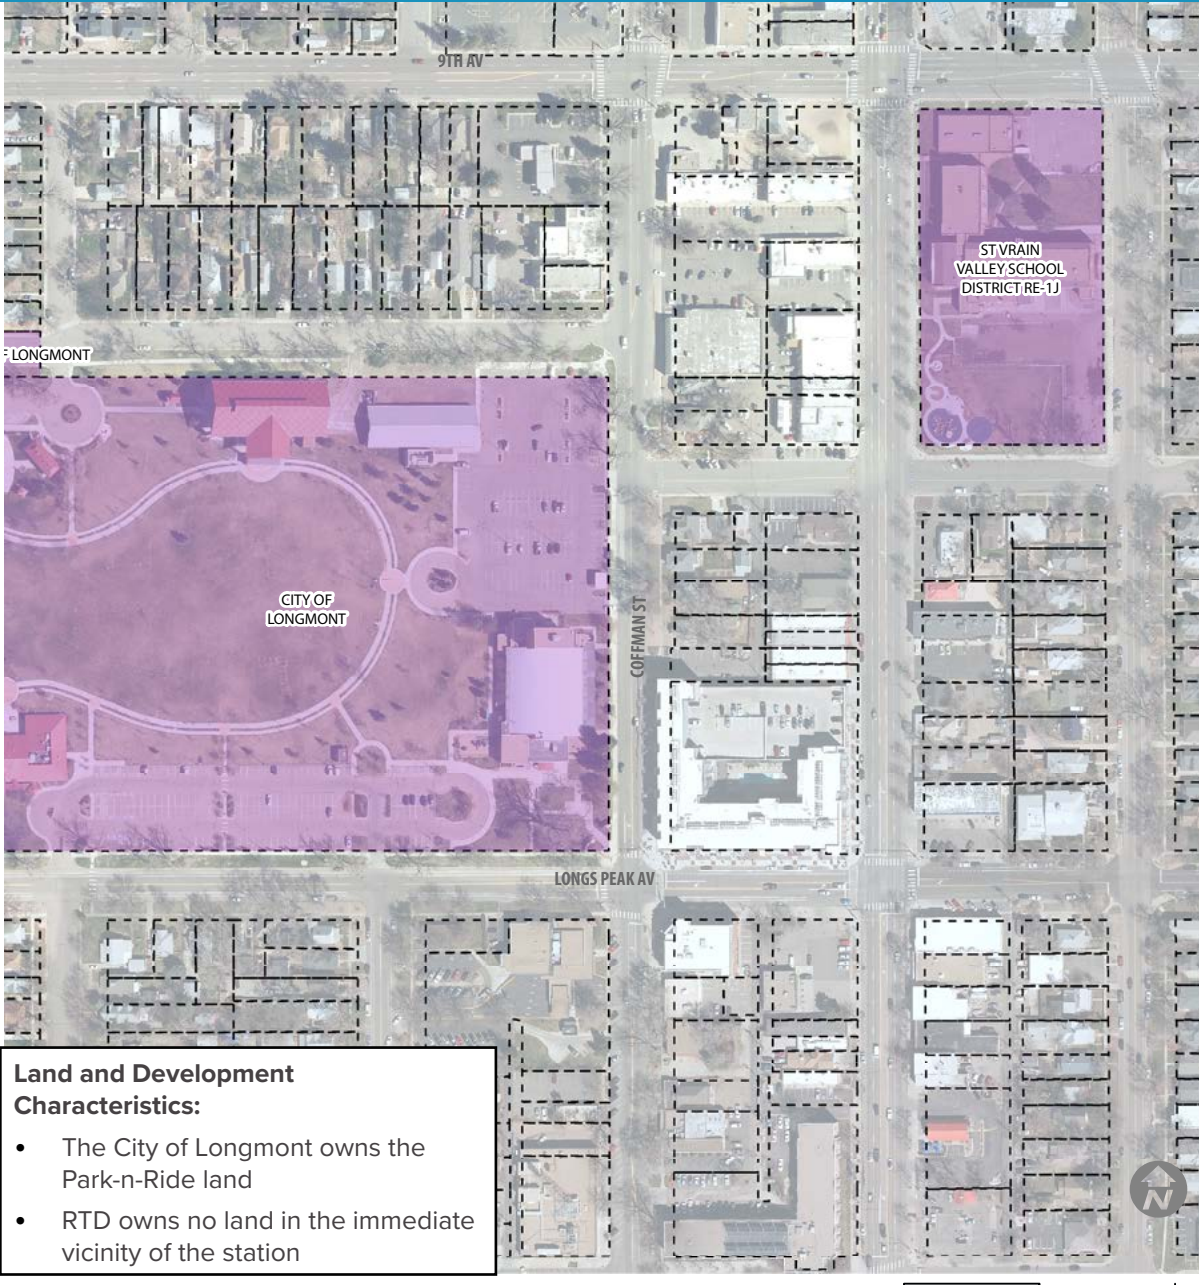 9TH AV
ST VRAIN
VALLEY SCHOOL
DISTRICT RE-1J
F LONGMONT
CITY OF
LONGMONT
COFFMAN ST
LONGS PEAK AV
Land and Development
Characteristics:
• The City of Longmont owns the
Park-n-Ride land
• RTD owns no land in the immediate
vicinity of the station
N